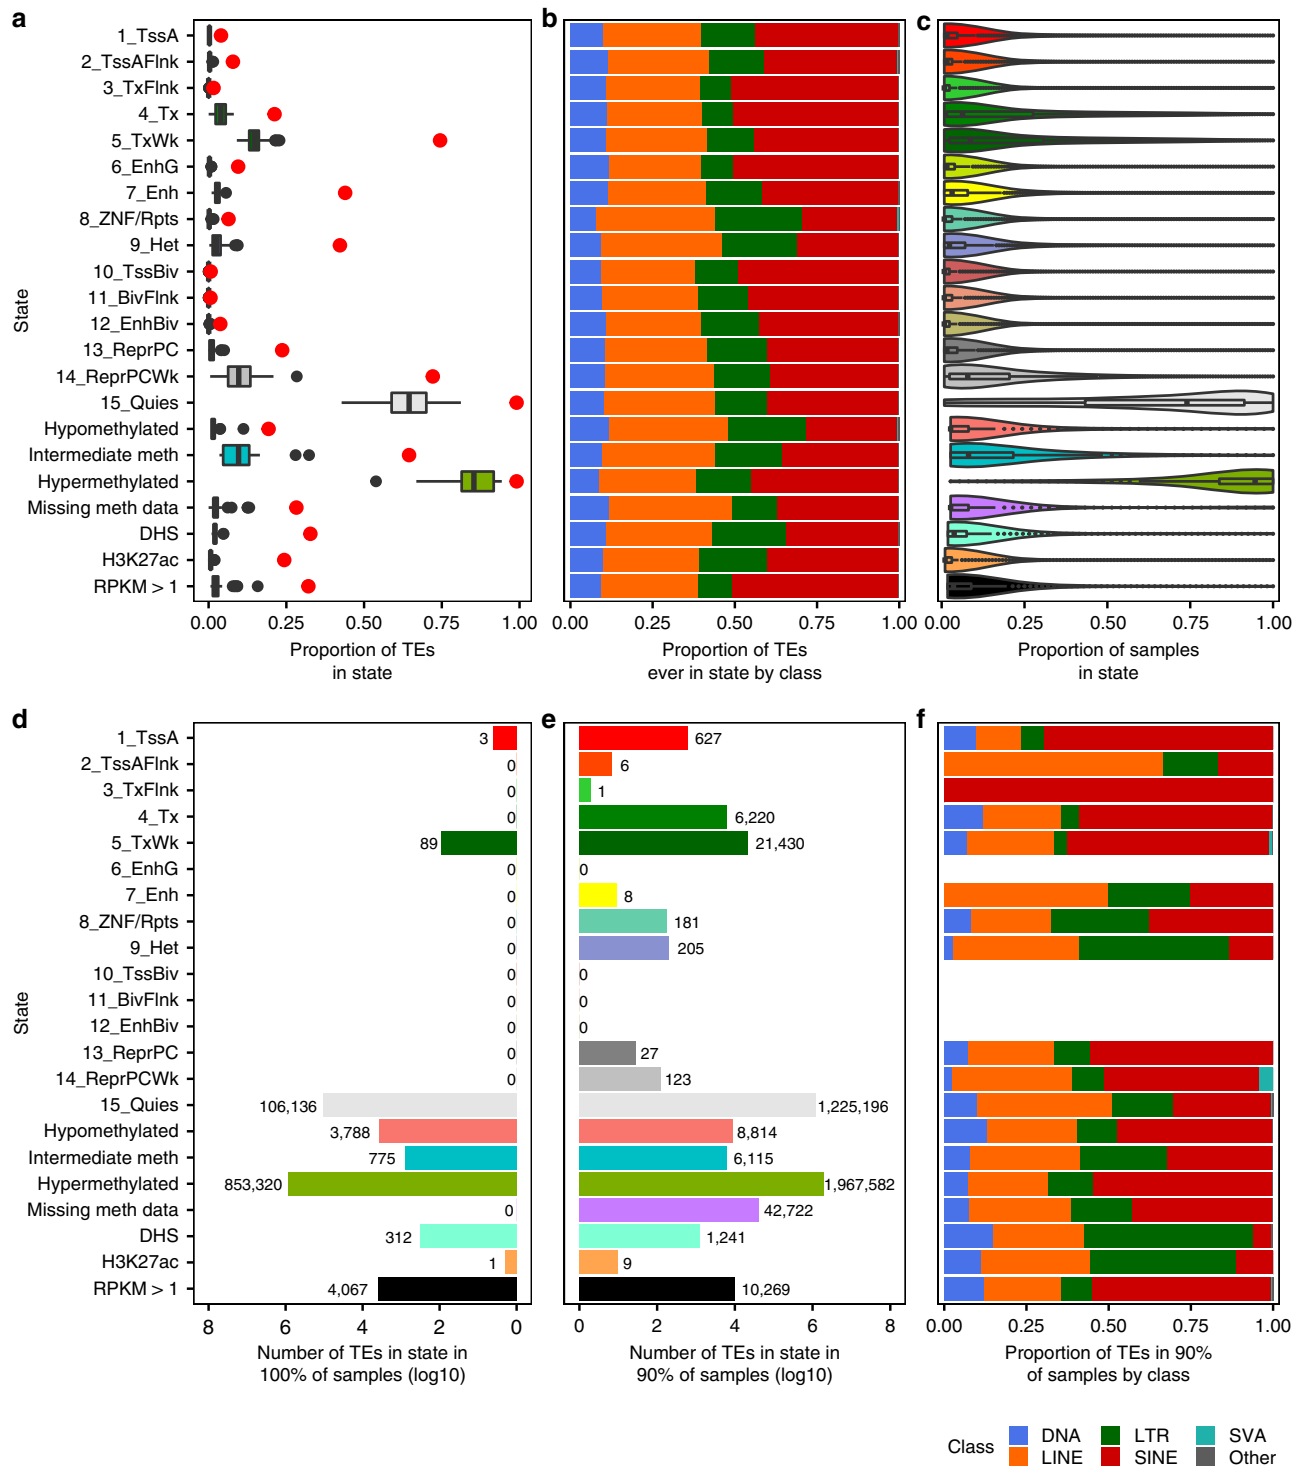 a
b
c
State
1_TssA
2_TssAFlnk
3_TxFlnk
4_Tx
5_TxWk
6_EnhG
7_Enh
8_ZNF/Rpts
9_Het
10_TssBiv
11_BivFlnk
12_EnhBiv
13_ReprPC
14_ReprPCWk
15_Quies
Hypomethylated
Intermediate meth
Hypermethylated
Missing meth data
DHS
H3K27ac
RPKM > 1
0.00 0.25 0.50 0.75 1.00
Proportion of TEs
in state
0.00 0.25 0.50 0.75 1.00
Proportion of TEs
ever in state by class
0.00 0.25 0.50 0.75 1.00
Proportion of samples
in state
d
e
f
State
1_TssA 3 627
2_TssAFlnk 0 6
3_TxFlnk 0 1
4_Tx 0 6,220
5_TxWk 89 21,430
6_EnhG 0 0
7_Enh 0 8
8_ZNF/Rpts 0 181
9_Het 0 205
10_TssBiv 0 0
11_BivFlnk 0 0
12_EnhBiv 0 0
13_ReprPC 0 27
14_ReprPCWk 0 123
15_Quies 106,136 1,225,196
Hypomethylated 3,788 8,814
Intermediate meth 775 6,115
Hypermethylated 853,320 1,967,582
Missing meth data 0 42,722
DHS 312 1,241
H3K27ac 1 9
RPKM > 1 4,067 10,269
8 6 4 2 0
Number of TEs in state in
100% of samples (log10)
0 2 4 6 8
Number of TEs in state in
90% of samples (log10)
0.00 0.25 0.50 0.75 1.00
Proportion of TEs in 90%
of samples by class
Class
DNA LTR SVA
LINE SINE Other